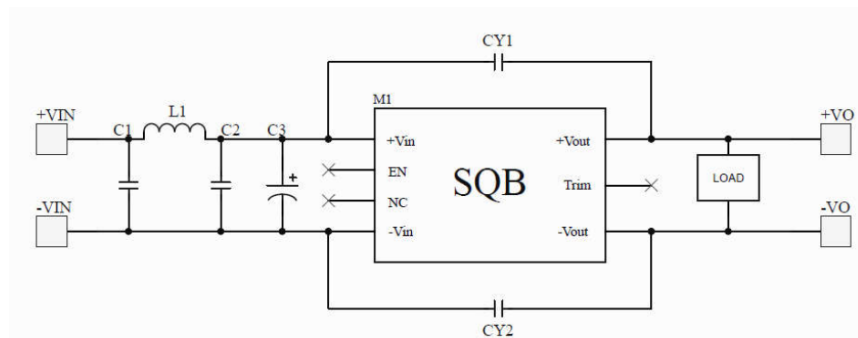 CY1
M1
+VIN
C1
L1
C2
C3
+Vin
+Vout
+VO
EN
SQB
Trim
LOAD
NC
-VIN
-Vin
-Vout
-VO
CY2
+